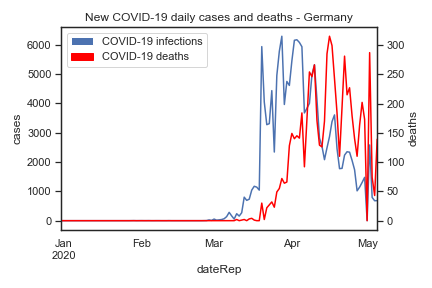 New COVID-19 daily cases and deaths - Germany
COVID-19 infections
COVID-19 deaths
6000
5000
4000
3000
2000
1000
0
cases
300
250
200
150
100
50
0
deaths
Jan Feb Mar Apr May
2020
dateRep